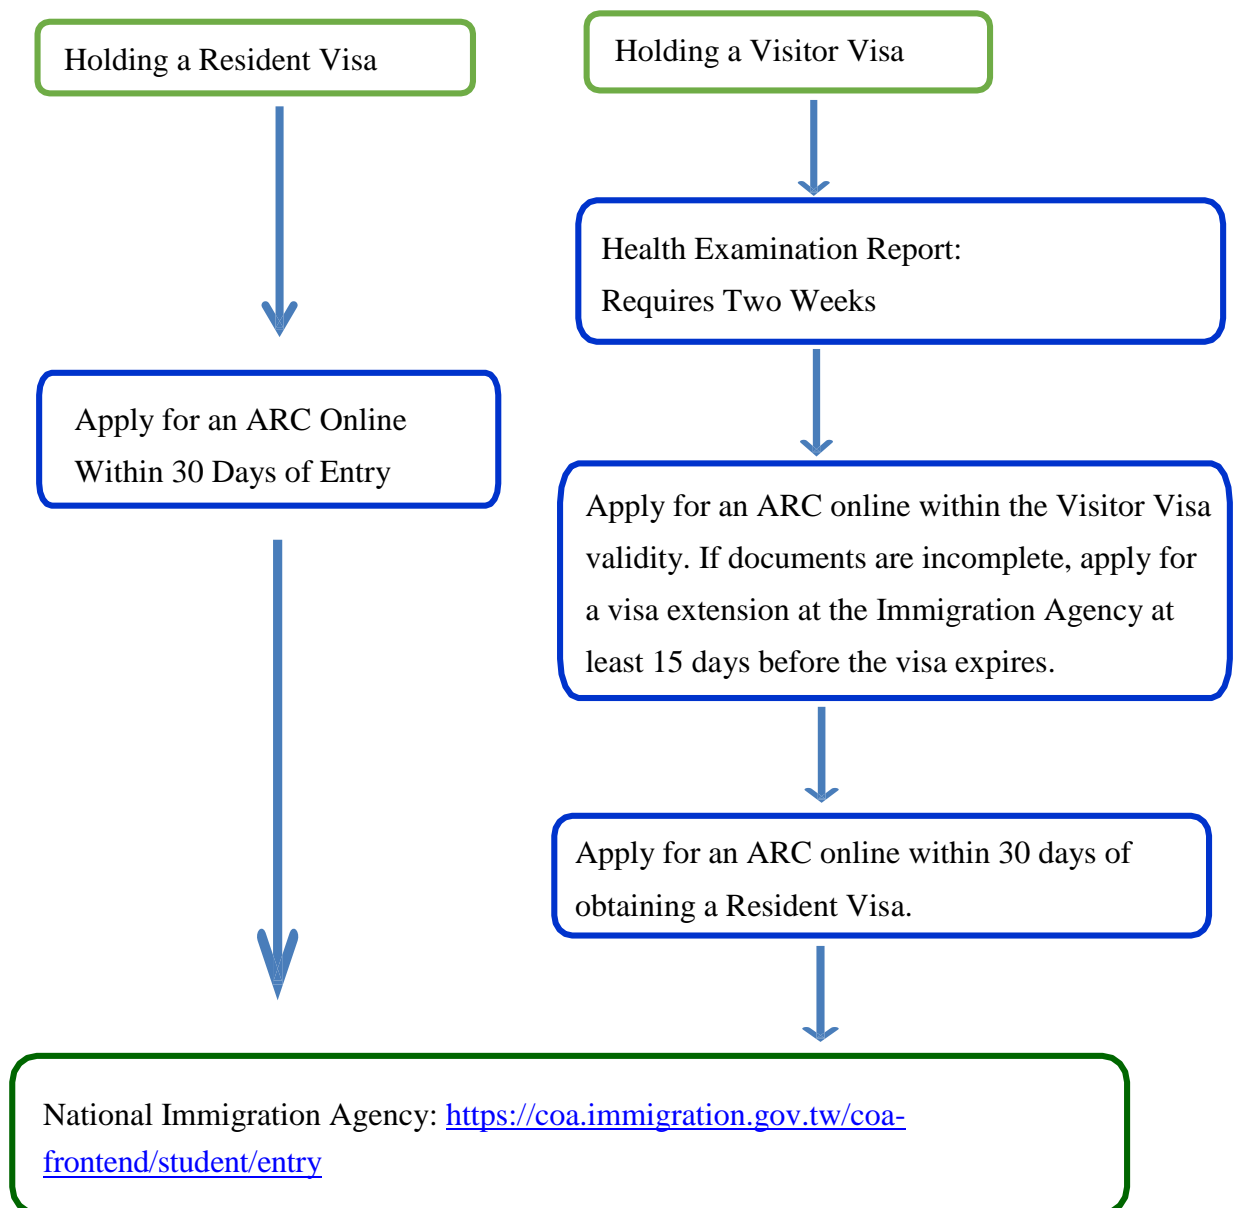 Holding a Resident Visa
Holding a Visitor Visa
Health Examination Report:
Requires Two Weeks
Apply for an ARC Online
Within 30 Days of Entry
Apply for an ARC online within the Visitor Visa
validity. If documents are incomplete, apply for
a visa extension at the Immigration Agency at
least 15 days before the visa expires.
Apply for an ARC online within 30 days of
obtaining a Resident Visa.
National Immigration Agency: https://coa.immigration.gov.tw/coa-
frontend/student/entry